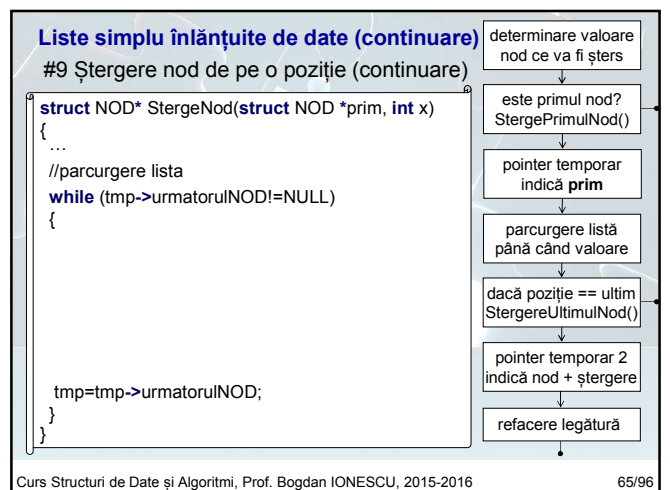 Liste simplu înlănțuite de date (continuare)
#9 Ștergere nod de pe o poziție (continuare)
struct NOD* StergeNod(struct NOD *prim, int x)
{
…
//parcurgere lista
while (tmp->urmatorulNOD!=NULL)
{
tmp=tmp->urmatorulNOD;
}
}
determinare valoare
nod ce va fi șters
este primul nod?
StergePrimulNod()
pointer temporar
indică prim
parcurgere listă
până când valoare
dacă poziție == ultim
StergereUltimulNod()
pointer temporar 2
indică nod + ștergere
refacere legătură
Curs Structuri de Date și Algoritmi, Prof. Bogdan IONESCU, 2015-2016
65/96